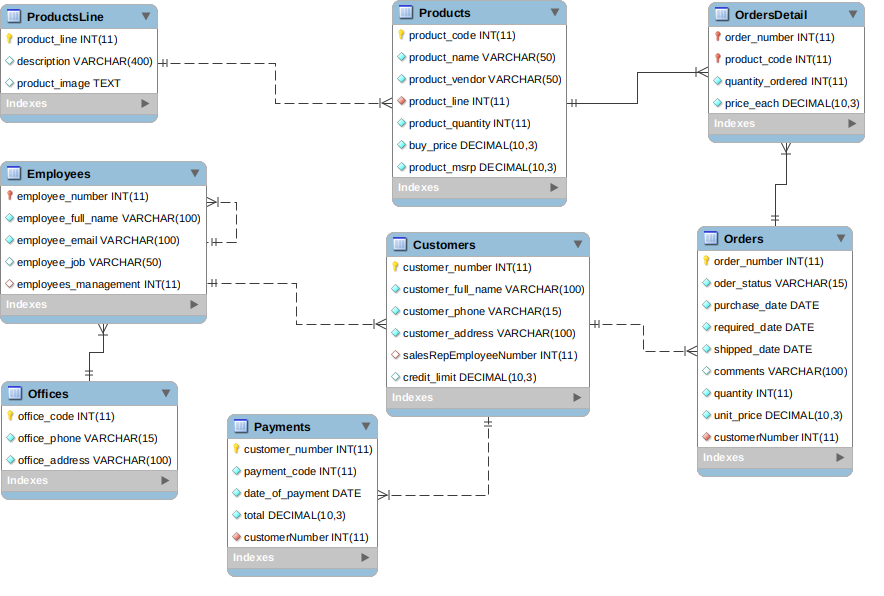 ProductsLine
product_line INT(11)
description VARCHAR(400)
product_image TEXT
Indexes
Products
product_code INT(11)
product_name VARCHAR(50)
product_vendor VARCHAR(50)
product_line INT(11)
product_quantity INT(11)
buy_price DECIMAL(10,3)
product_msrp DECIMAL(10,3)
Indexes
OrdersDetail
order_number INT(11)
product_code INT(11)
quantity_ordered INT(11)
price_each DECIMAL(10,3)
Indexes
Employees
employee_number INT(11)
employee_full_name VARCHAR(100)
employee_email VARCHAR(100)
employee_job VARCHAR(50)
employees_management INT(11)
Indexes
Customers
customer_number INT(11)
customer_full_name VARCHAR(100)
customer_phone VARCHAR(15)
customer_address VARCHAR(100)
salesRepEmployeeNumber INT(11)
credit_limit DECIMAL(10,3)
Indexes
Orders
order_number INT(11)
oder_status VARCHAR(15)
purchase_date DATE
required_date DATE
shipped_date DATE
comments VARCHAR(100)
quantity INT(11)
unit_price DECIMAL(10,3)
customerNumber INT(11)
Indexes
Offices
office_code INT(11)
office_phone VARCHAR(15)
office_address VARCHAR(100)
Indexes
Payments
customer_number INT(11)
payment_code INT(11)
date_of_payment DATE
total DECIMAL(10,3)
customerNumber INT(11)
Indexes